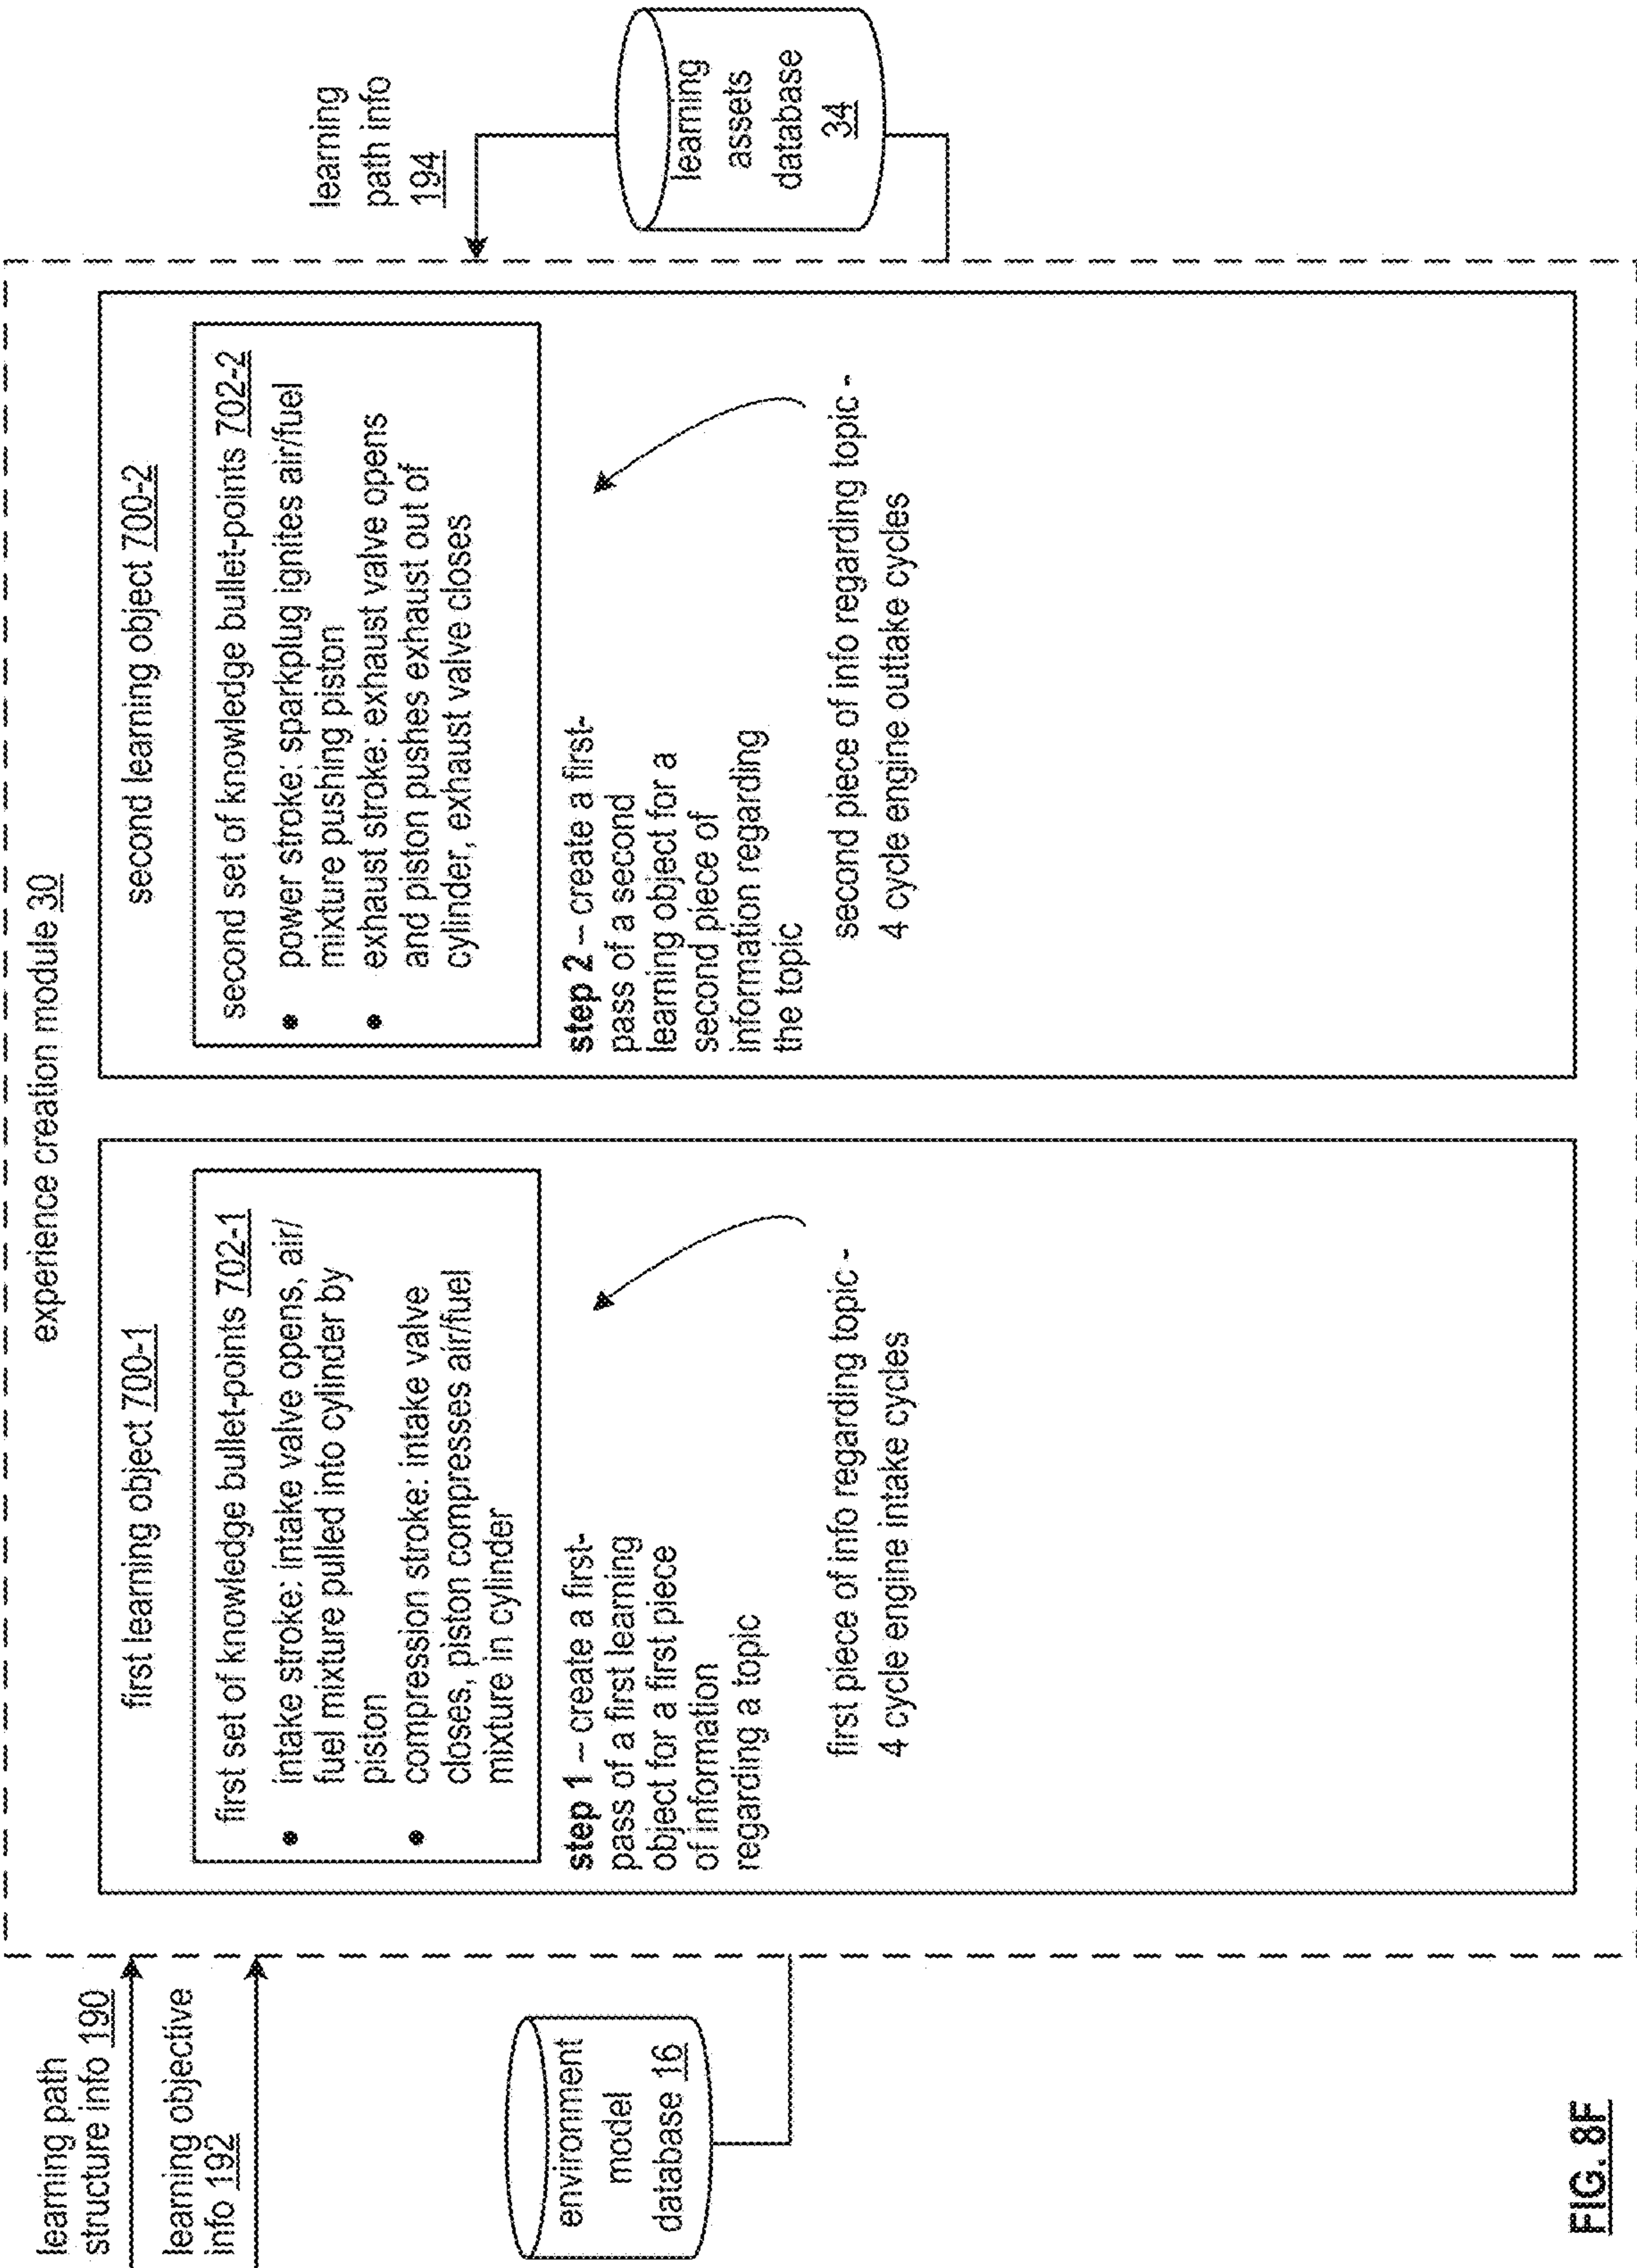 experience creation module 30
learning path
structure info 190
learning objective
info 192
environment
model
database 16
first learning object 700-1
first set of knowledge bullet-points 702-1
• intake stroke: intake valve opens, air/
fuel mixture pulled into cylinder by
piston
• compression stroke: intake valve
closes, piston compresses air/fuel
mixture in cylinder
step 1 – create a first-
pass of a first learning
object for a first piece
of information
regarding a topic
first piece of info regarding topic -
4 cycle engine intake cycles
second learning object 700-2
second set of knowledge bullet-points 702-2
• power stroke: sparkplug ignites air/fuel
mixture pushing piston
• exhaust stroke: exhaust valve opens
and piston pushes exhaust out of
cylinder, exhaust valve closes
step 2 – create a first-
pass of a second
learning object for a
second piece of
information regarding
the topic
second piece of info regarding topic -
4 cycle engine outtake cycles
learning
path info
194
learning
assets
database
34
FIG. 8F